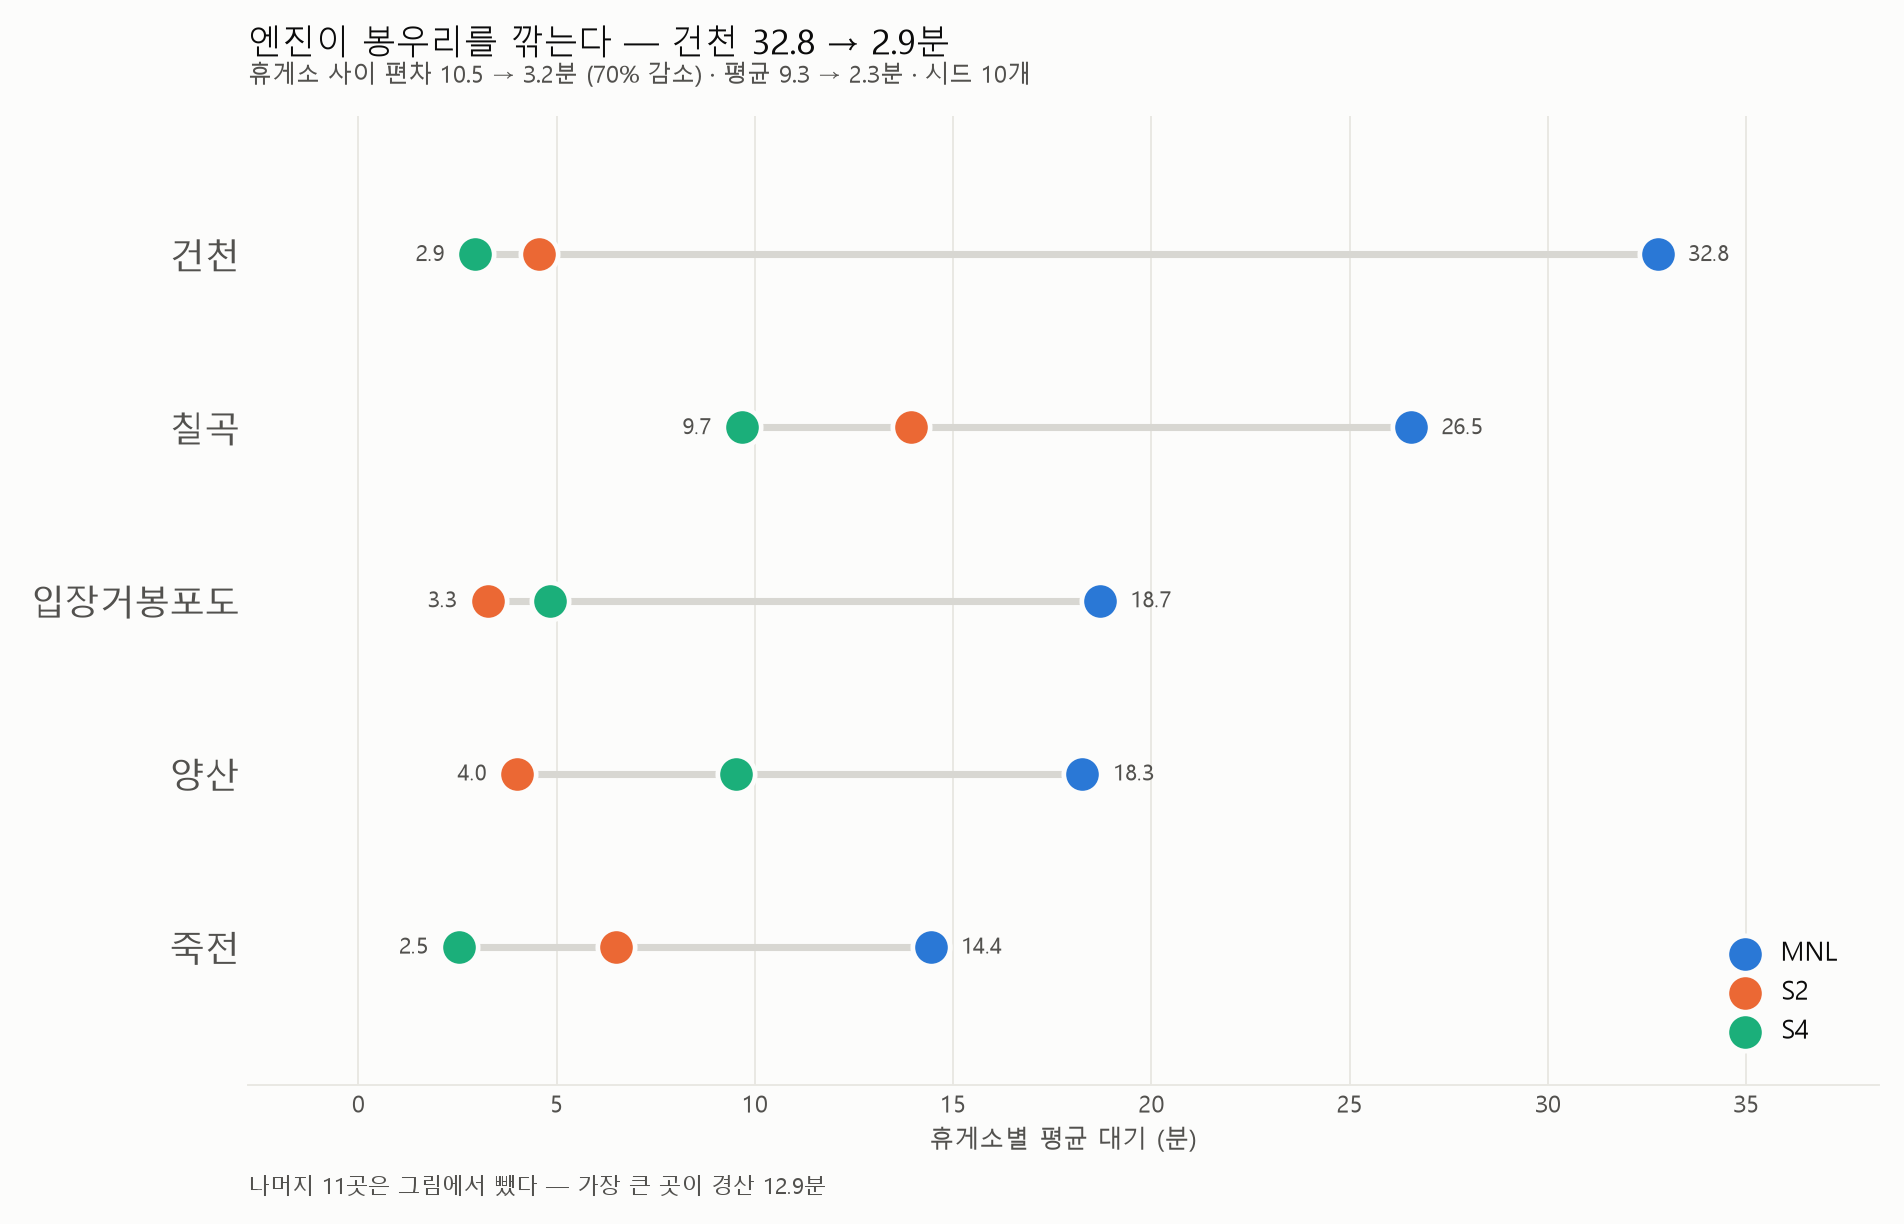 엔진이 봉우리를 깎는다 — 건천 32.8 → 2.9분
휴게소 사이 편차 10.5 → 3.2분 (70% 감소) · 평균 9.3 → 2.3분 · 시드 10개
건천 2.9 32.8
칠곡 9.7 26.5
입장거봉포도 3.3 18.7
양산 4.0 18.3
죽전 2.5 14.4
MNL
S2
S4
0 5 10 15 20 25 30 35
휴게소별 평균 대기 (분)
나머지 11곳은 그림에서 뺐다 — 가장 큰 곳이 경산 12.9분